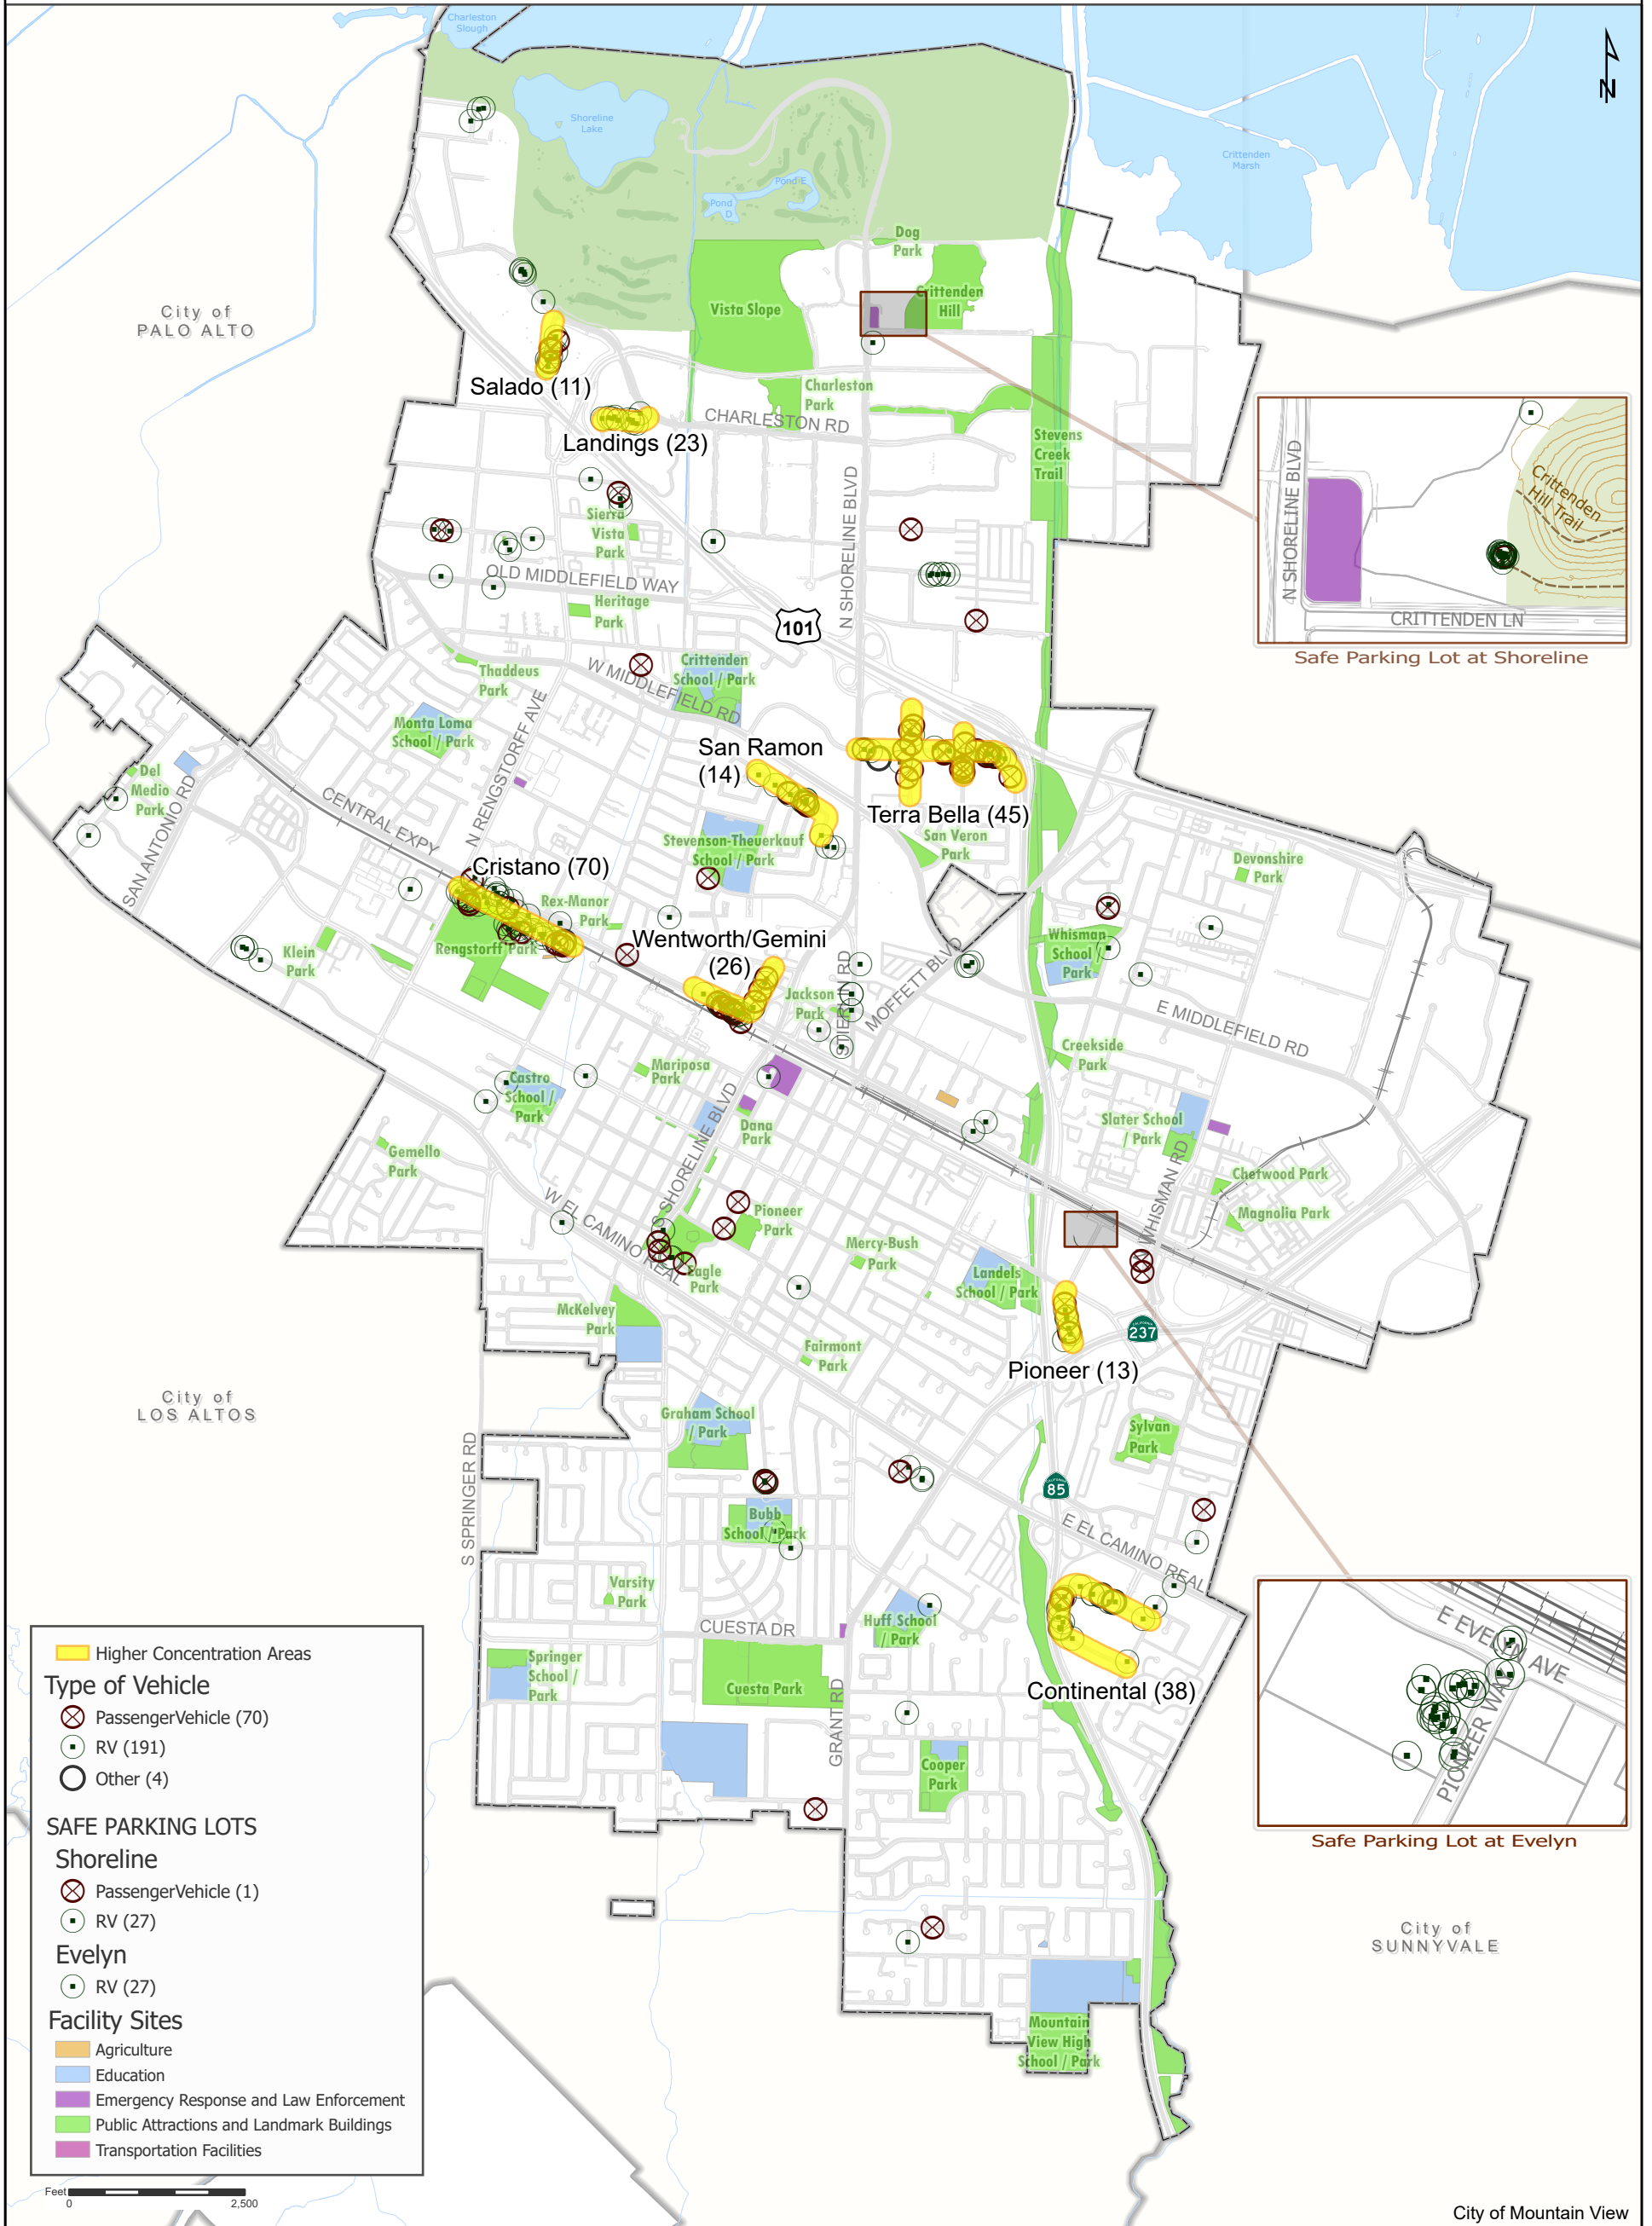 Charleston
Slough
N
Shoreline
Lake
Crittenden
Marsh
Pond E
Pond
D
Dog
Park
City of
PALO ALTO
Vista Slope
Crittenden
Hill
Salado (11)
Charleston
Park
CHARLESTON RD
Landings (23)
Stevens
Creek
Trail
N SHORELINE BLVD
N SHORELINE BLVD
Crittenden
Hill Trail
CRITTENDEN LN
Safe Parking Lot at Shoreline
Sierra
Vista
Park
OLD MIDDLEFIELD WAY
Heritage
Park
101
Thaddeus
Park
W MIDDLEFIELD RD
Crittenden
School / Park
Monta Loma
School / Park
N RENGSTORFF AVE
San Ramon
(14)
Terra Bella (45)
Del
Medio
Park
SAN ANTONIO RD
CENTRAL EXPY
Stevenson-Theuerkauf
School / Park
San Veron
Park
Devonshire
Park
Cristano (70)
Rex-Manor
Park
Rengstorff Park
Klein
Park
Wentworth/Gemini
(26)
Whisman
School /
Park
Jackson
Park
STIERLIN RD
MOFFETT BLVD
E MIDDLEFIELD RD
Creekside
Park
Mariposa
Park
Castro
School /
Park
Dana
Park
Slater School
/ Park
Gemello
Park
S SHORELINE BLVD
WHISMAN RD
Chetwood Park
Magnolia Park
W EL CAMINO REAL
Pioneer
Park
Mercy-Bush
Park
Eagle
Park
Landels
School / Park
McKelvey
Park
237
Fairmont
Park
Pioneer (13)
City of
LOS ALTOS
Graham School
/ Park
Sylvan
Park
S SPRINGER RD
85
Bubb
School / Park
E EL CAMINO REAL
Varsity
Park
CUESTA DR
Huff School
/ Park
Springer
School /
Park
Cuesta Park
GRANT RD
Continental (38)
E EVELYN AVE
PIONEER WAY
Safe Parking Lot at Evelyn
Cooper
Park
City of
SUNNYVALE
Mountain
View High
School / Park
Higher Concentration Areas
Type of Vehicle
PassengerVehicle (70)
RV (191)
Other (4)
SAFE PARKING LOTS
Shoreline
PassengerVehicle (1)
RV (27)
Evelyn
RV (27)
Facility Sites
Agriculture
Education
Emergency Response and Law Enforcement
Public Attractions and Landmark Buildings
Transportation Facilities
Feet
0 2,500
City of Mountain View